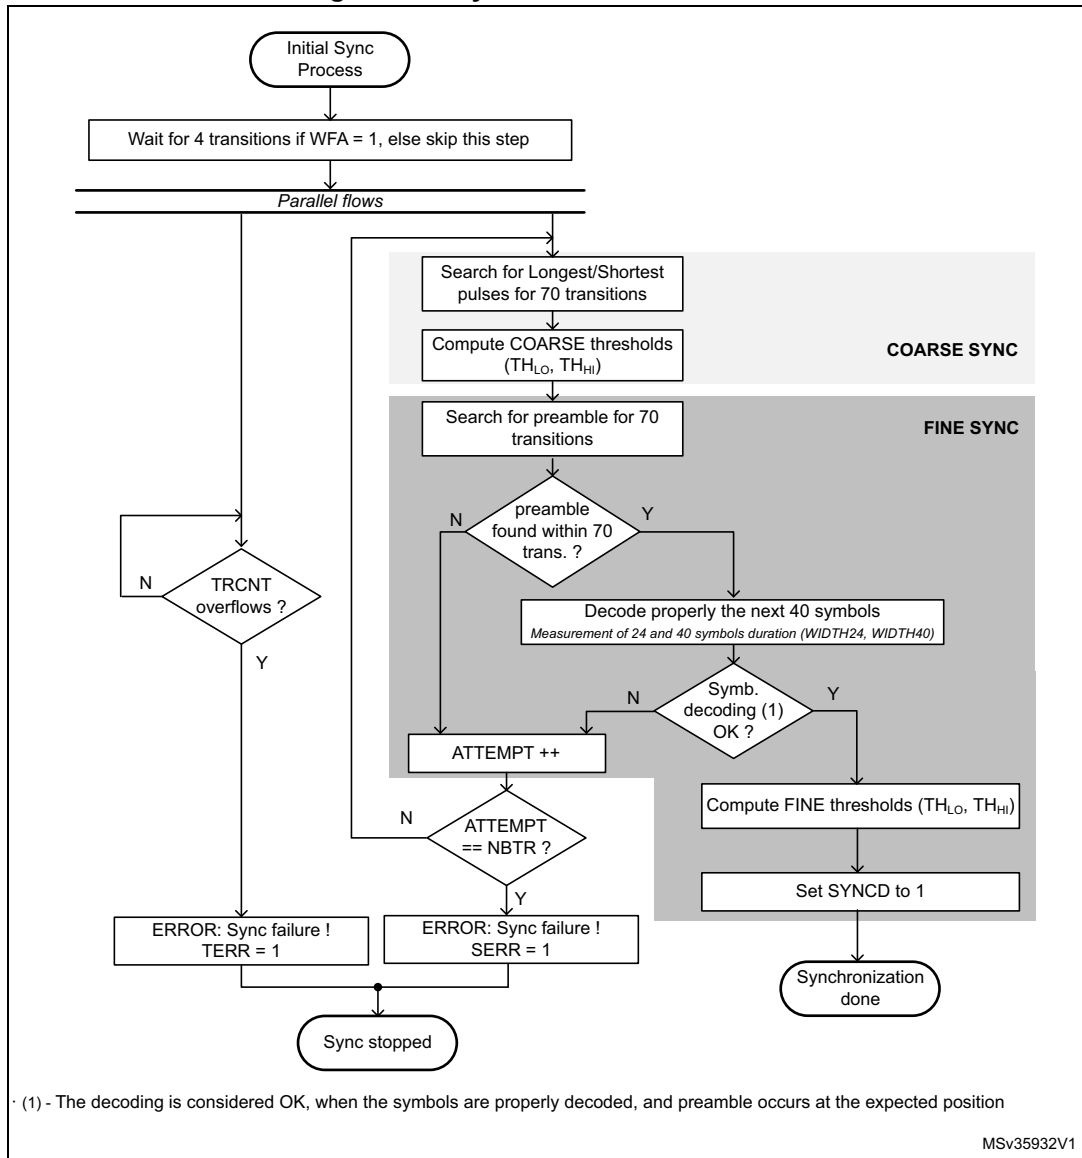 Initial Sync
Process
Wait for 4 transitions if WFA = 1, else skip this step
Parallel flows
Search for Longest/Shortest
pulses for 70 transitions
Compute COARSE thresholds
(TH_LO, TH_HI)
COARSE SYNC
Search for preamble for 70
transitions
FINE SYNC
preamble
found within 70
trans. ?
N
Y
TRCNT
overflows ?
N
Y
Decode properly the next 40 symbols
Measurement of 24 and 40 symbols duration (WIDTH24, WIDTH40)
Symb.
decoding (1)
OK ?
N
Y
ATTEMPT ++
Compute FINE thresholds (TH_LO, TH_HI)
ATTEMPT
== NBTR ?
N
Y
Set SYNCD to 1
ERROR: Sync failure !
TERR = 1
ERROR: Sync failure !
SERR = 1
Synchronization
done
Sync stopped
(1) - The decoding is considered OK, when the symbols are properly decoded, and preamble occurs at the expected position
MSv35932V1